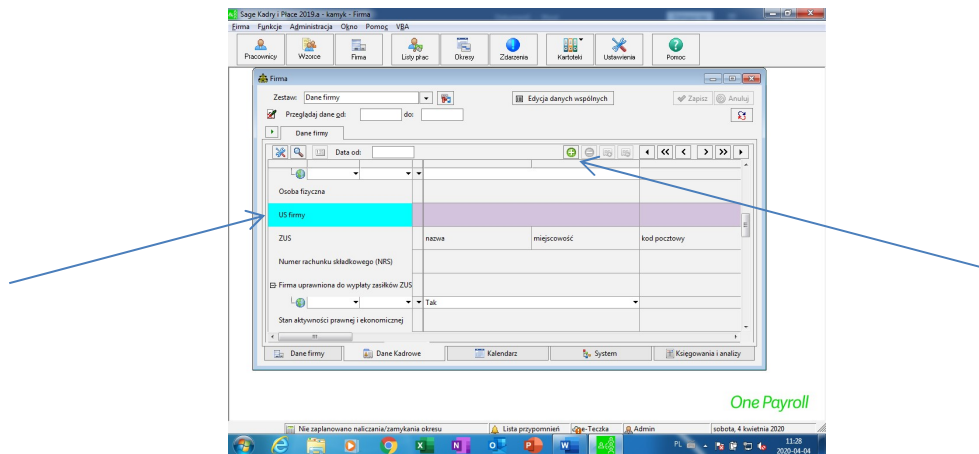 Sage Kadry i Płace 2019.a - kamyk - Firma
Firma Funkcje Administracja Okno Pomoc VBA
Pracownicy Wzorce Firma Listy płac Okresy Zdarzenia Kartoteki Ustawienia Pomoc
Firma
Zestaw: Dane firmy Edycja danych wspólnych Zapisz Anuluj
Przeglądaj dane od: do:
Dane firmy
Data od:
Osoba fizyczna
US firmy
ZUS nazwa miejscowość kod pocztowy
Numer rachunku składkowego (NRS)
Firma uprawniona do wypłaty zasiłków ZUS
Tak
Stan aktywności prawnej i ekonomicznej
Dane firmy Dane Kadrowe Kalendarz System Księgowania i analizy
One Payroll
Nie zaplanowano naliczania/zamykania okresu Lista przypomnień e-Teczka Admin sobota, 4 kwietnia 2020
PL 11:28
2020-04-04